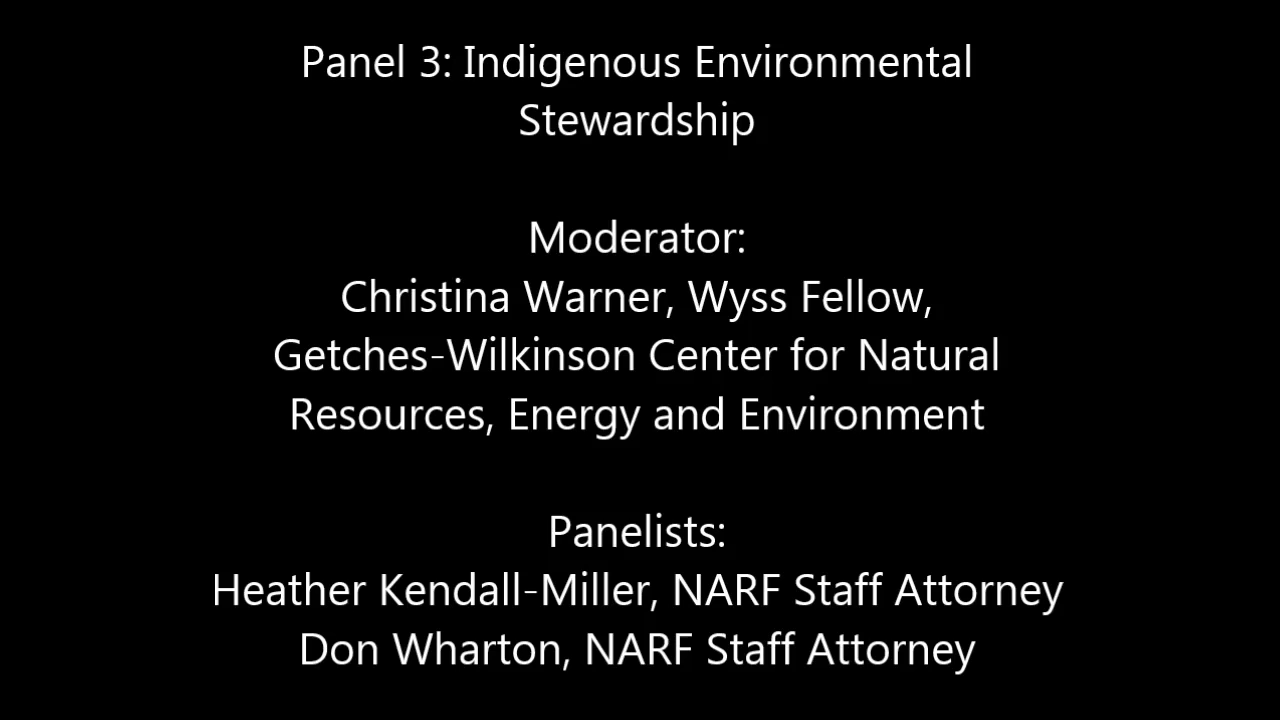 Panel 3: Indigenous Environmental
Stewardship
Moderator:
Christina Warner, Wyss Fellow,
Getches-Wilkinson Center for Natural
Resources, Energy and Environment
Panelists:
Heather Kendall-Miller, NARF Staff Attorney
Don Wharton, NARF Staff Attorney